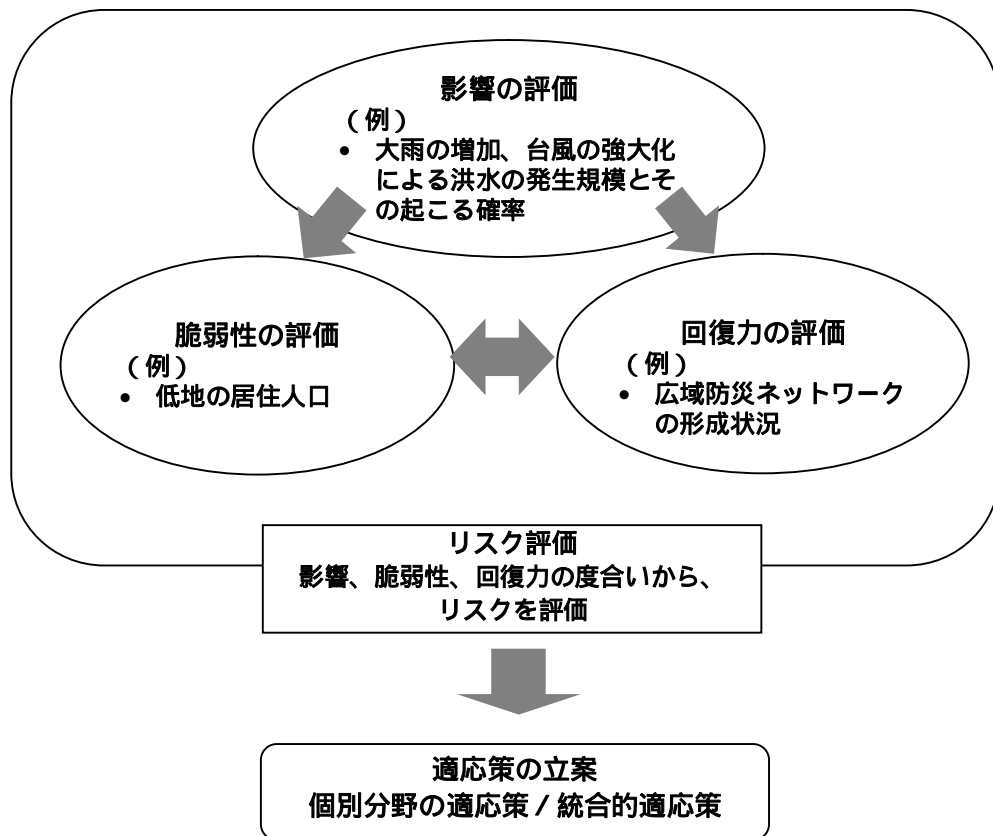 影響の評価
（例）
• 大雨の増加、台風の強大化
による洪水の発生規模とそ
の起こる確率
脆弱性の評価
（例）
• 低地の居住人口
回復力の評価
（例）
• 広域防災ネットワーク
の形成状況
リスク評価
影響、脆弱性、回復力の度合いから、
リスクを評価
適応策の立案
個別分野の適応策 / 統合的適応策